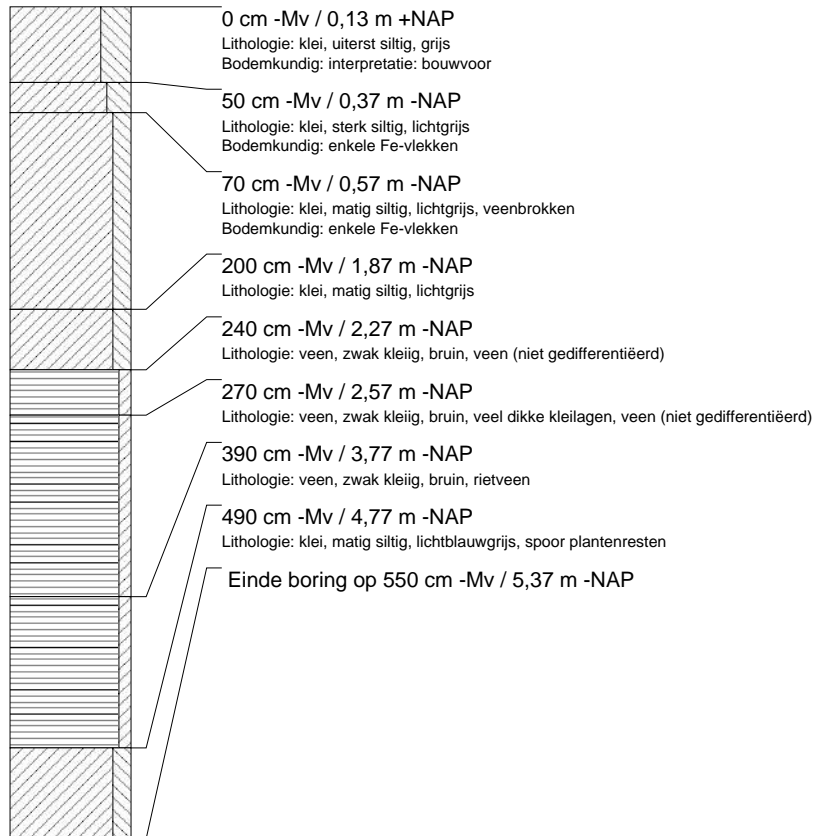 0 cm -Mv / 0,13 m +NAP
Lithologie: klei, uiterst siltig, grijs
Bodemkundig: interpretatie: bouwvoor
50 cm -Mv / 0,37 m -NAP
Lithologie: klei, sterk siltig, lichtgrijs
Bodemkundig: enkele Fe-vlekken
70 cm -Mv / 0,57 m -NAP
Lithologie: klei, matig siltig, lichtgrijs, veenbrokken
Bodemkundig: enkele Fe-vlekken
200 cm -Mv / 1,87 m -NAP
Lithologie: klei, matig siltig, lichtgrijs
240 cm -Mv / 2,27 m -NAP
Lithologie: veen, zwak kleiig, bruin, veen (niet gedifferentiëerd)
270 cm -Mv / 2,57 m -NAP
Lithologie: veen, zwak kleiig, bruin, veel dikke kleilagen, veen (niet gedifferentiëerd)
390 cm -Mv / 3,77 m -NAP
Lithologie: veen, zwak kleiig, bruin, rietveen
490 cm -Mv / 4,77 m -NAP
Lithologie: klei, matig siltig, lichtblauwgrijs, spoor plantenresten
Einde boring op 550 cm -Mv / 5,37 m -NAP